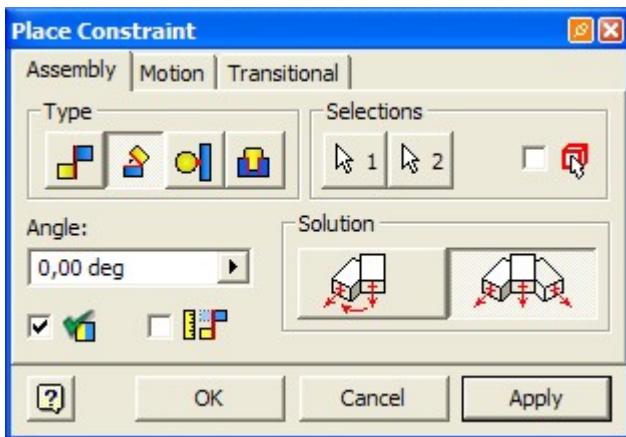 Place Constraint
Assembly Motion Transitional
Type
Selections
1 2
Angle:
Solution
0,00 deg
?
OK Cancel Apply